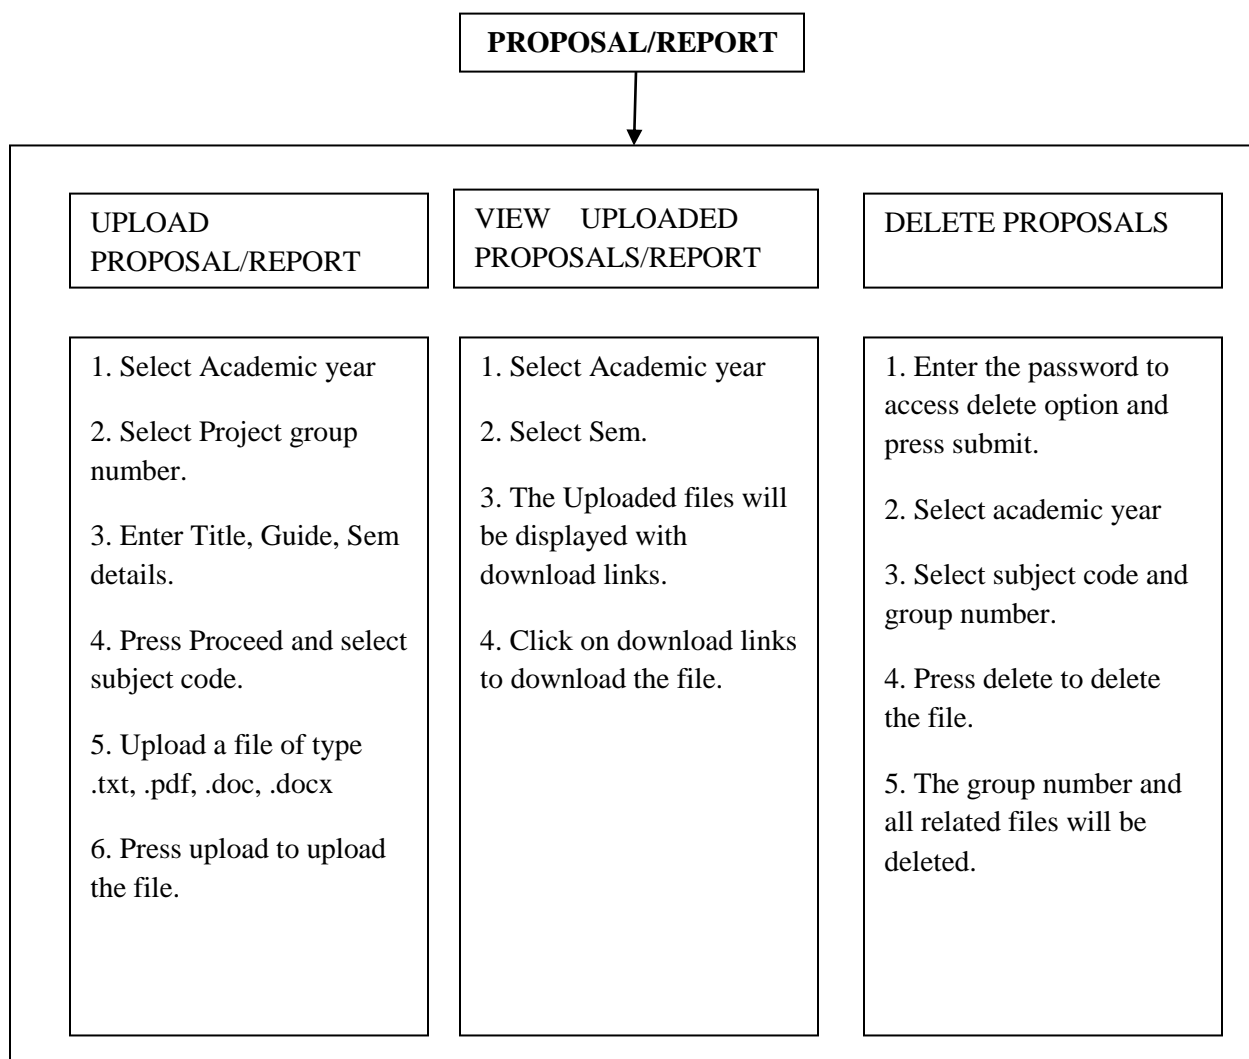 PROPOSAL/REPORT
UPLOAD
PROPOSAL/REPORT
VIEW UPLOADED
PROPOSALS/REPORT
DELETE PROPOSALS
1. Select Academic year
2. Select Project group
number.
3. Enter Title, Guide, Sem
details.
4. Press Proceed and select
subject code.
5. Upload a file of type
.txt, .pdf, .doc, .docx
6. Press upload to upload
the file.
1. Select Academic year
2. Select Sem.
3. The Uploaded files will
be displayed with
download links.
4. Click on download links
to download the file.
1. Enter the password to
access delete option and
press submit.
2. Select academic year
3. Select subject code and
group number.
4. Press delete to delete
the file.
5. The group number and
all related files will be
deleted.